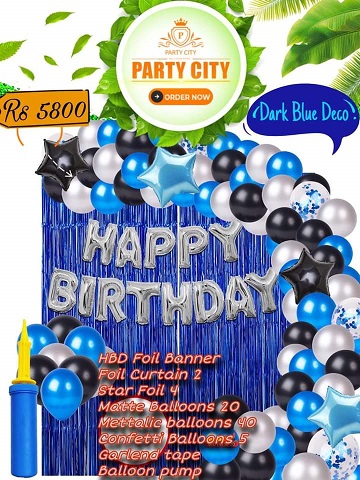 P
PARTY CITY
PARTY CITY
ORDER NOW
Rs 5800
Dark Blue Deco
HAPPY
BIRTHDAY
HBD Foil Banner
Foil Curtain 2
Star Foil 4
Matte Balloons 20
Mettalic balloons 40
Confetti Balloons 5
Garlend tape
Balloon pump